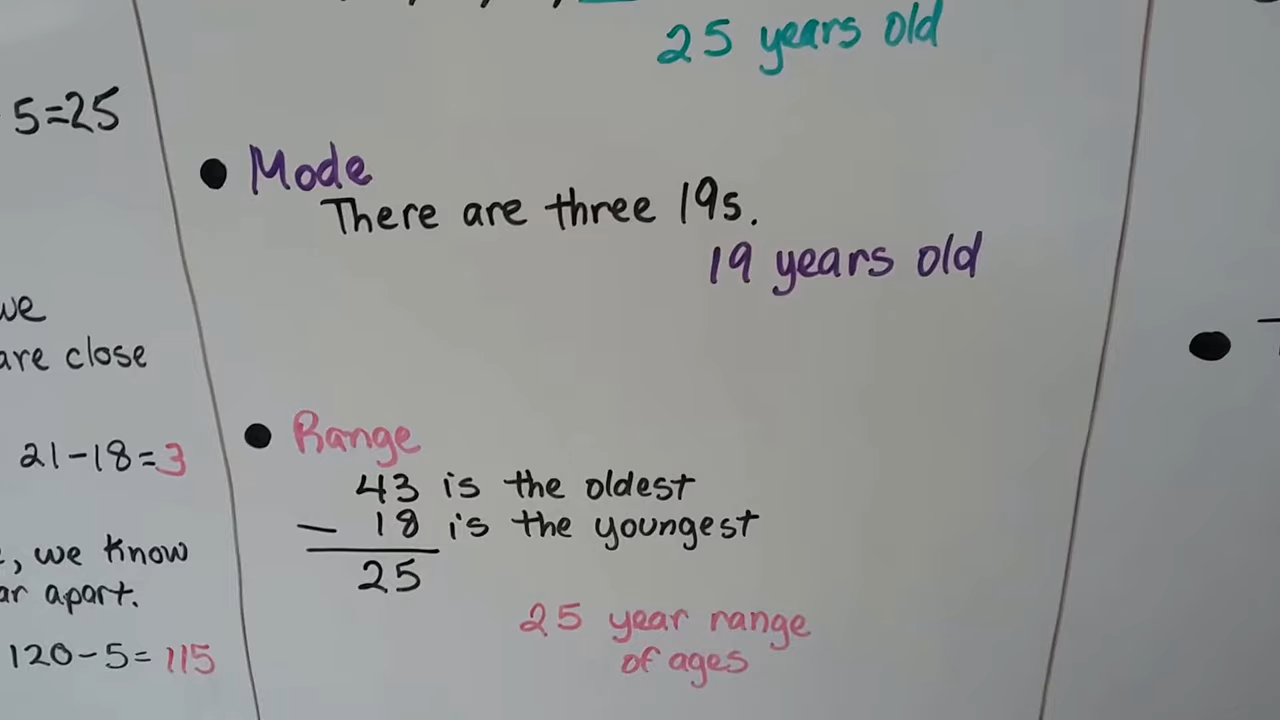 25 years old
5=25
• Mode
There are three 19s.
19 years old
we
are close
21-18=3
, we know
apart.
120-5=115
• Range
43 is the oldest
- 18 is the youngest
25
25 year range
of ages